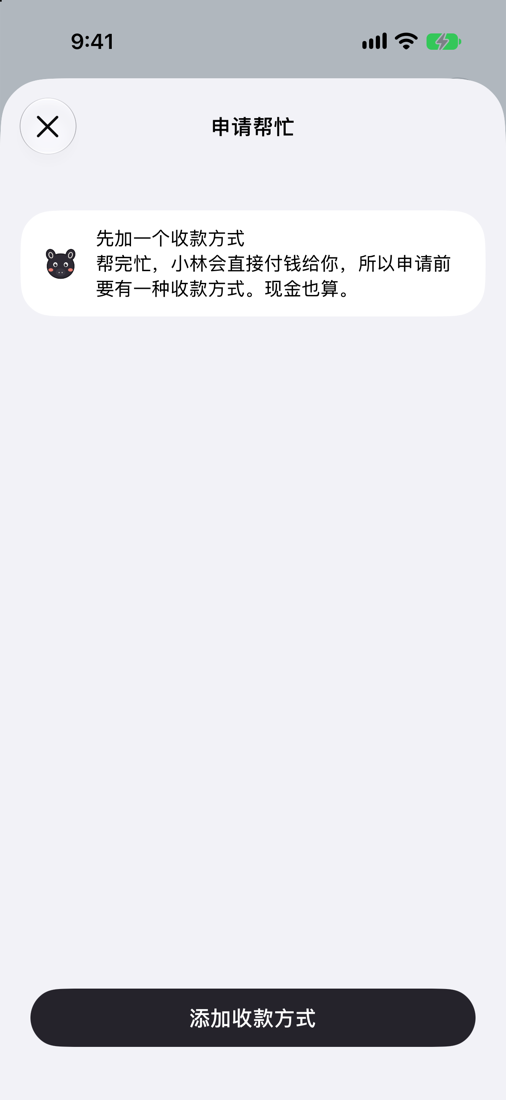 9:41
申请帮忙
先加一个收款方式
帮完忙，小林会直接付钱给你，所以申请前
要有一种收款方式。现金也算。
添加收款方式